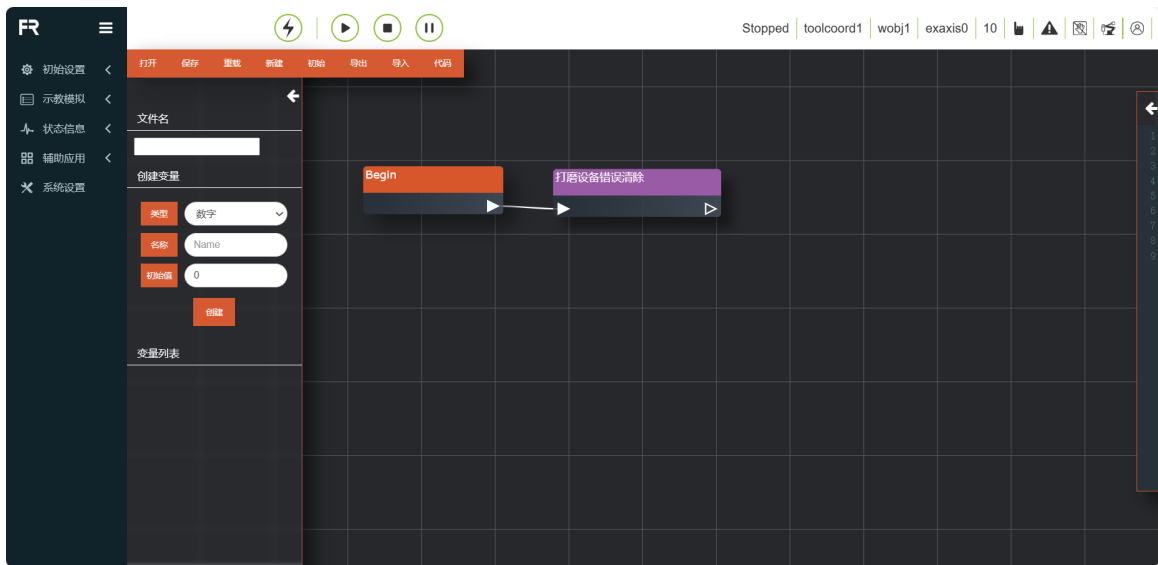 FR
Stopped toolcoord1 wobj1 exaxis0 10
初始设置
示教模拟
状态信息
辅助应用
系统设置
打开 保存 重载 新建 初始 导出 导入 代码
文件名
创建变量
类型 数字
名称 Name
初始值 0
创建
变量列表
Begin
打磨设备错误清除
1
2
3
4
5
6
7
8
9